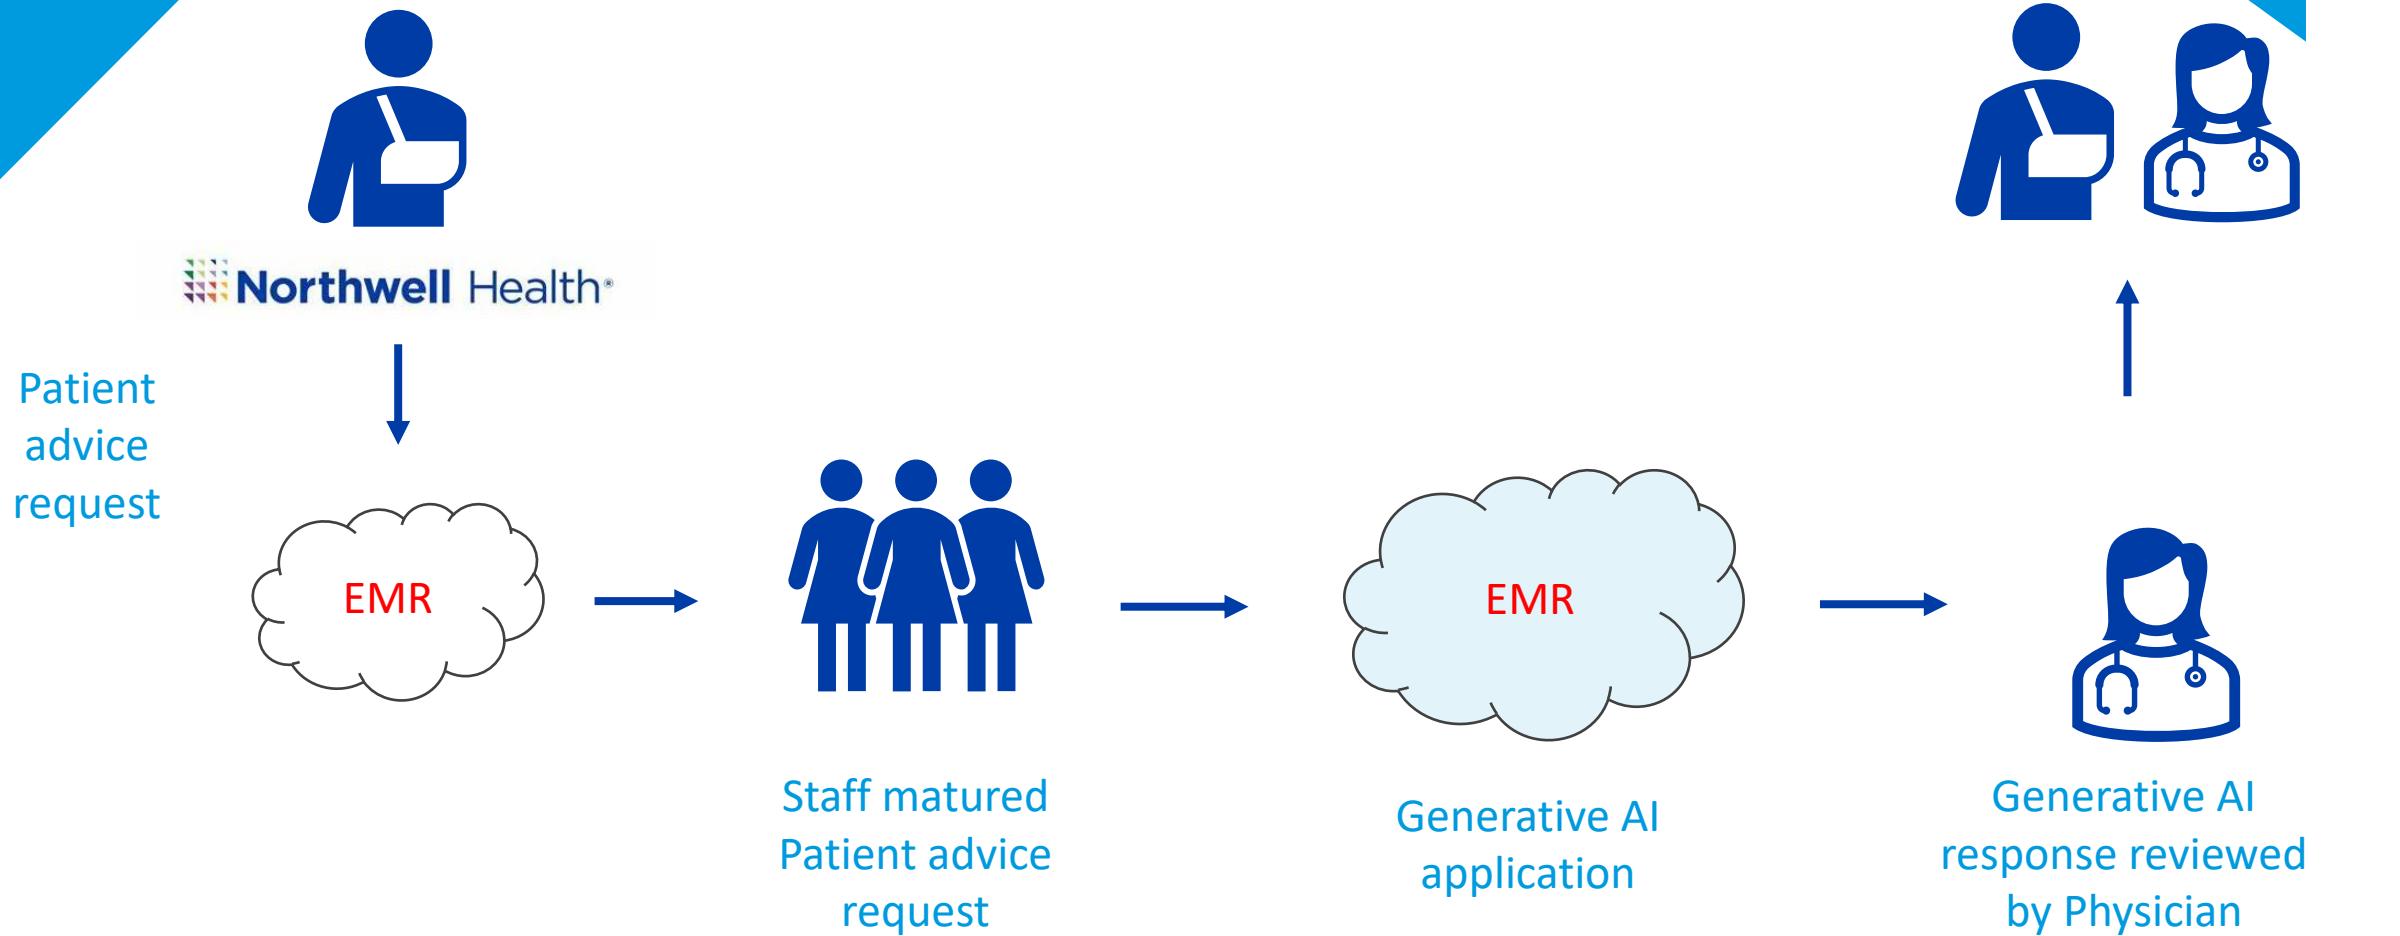 Northwell Health®
Patient
advice
request
EMR
Staff matured
Patient advice
request
EMR
Generative AI
application
Generative AI
response reviewed
by Physician